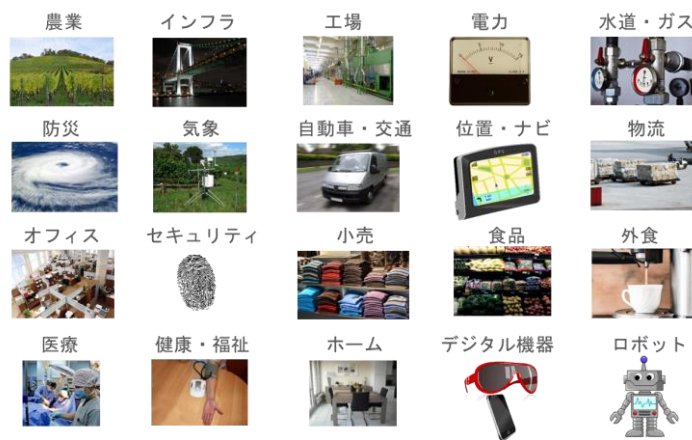 農業
インフラ
工場
電力
水道・ガス
防災
気象
自動車・交通
位置・ナビ
物流
オフィス
セキュリティ
小売
食品
外食
医療
健康・福祉
ホーム
デジタル機器
ロボット